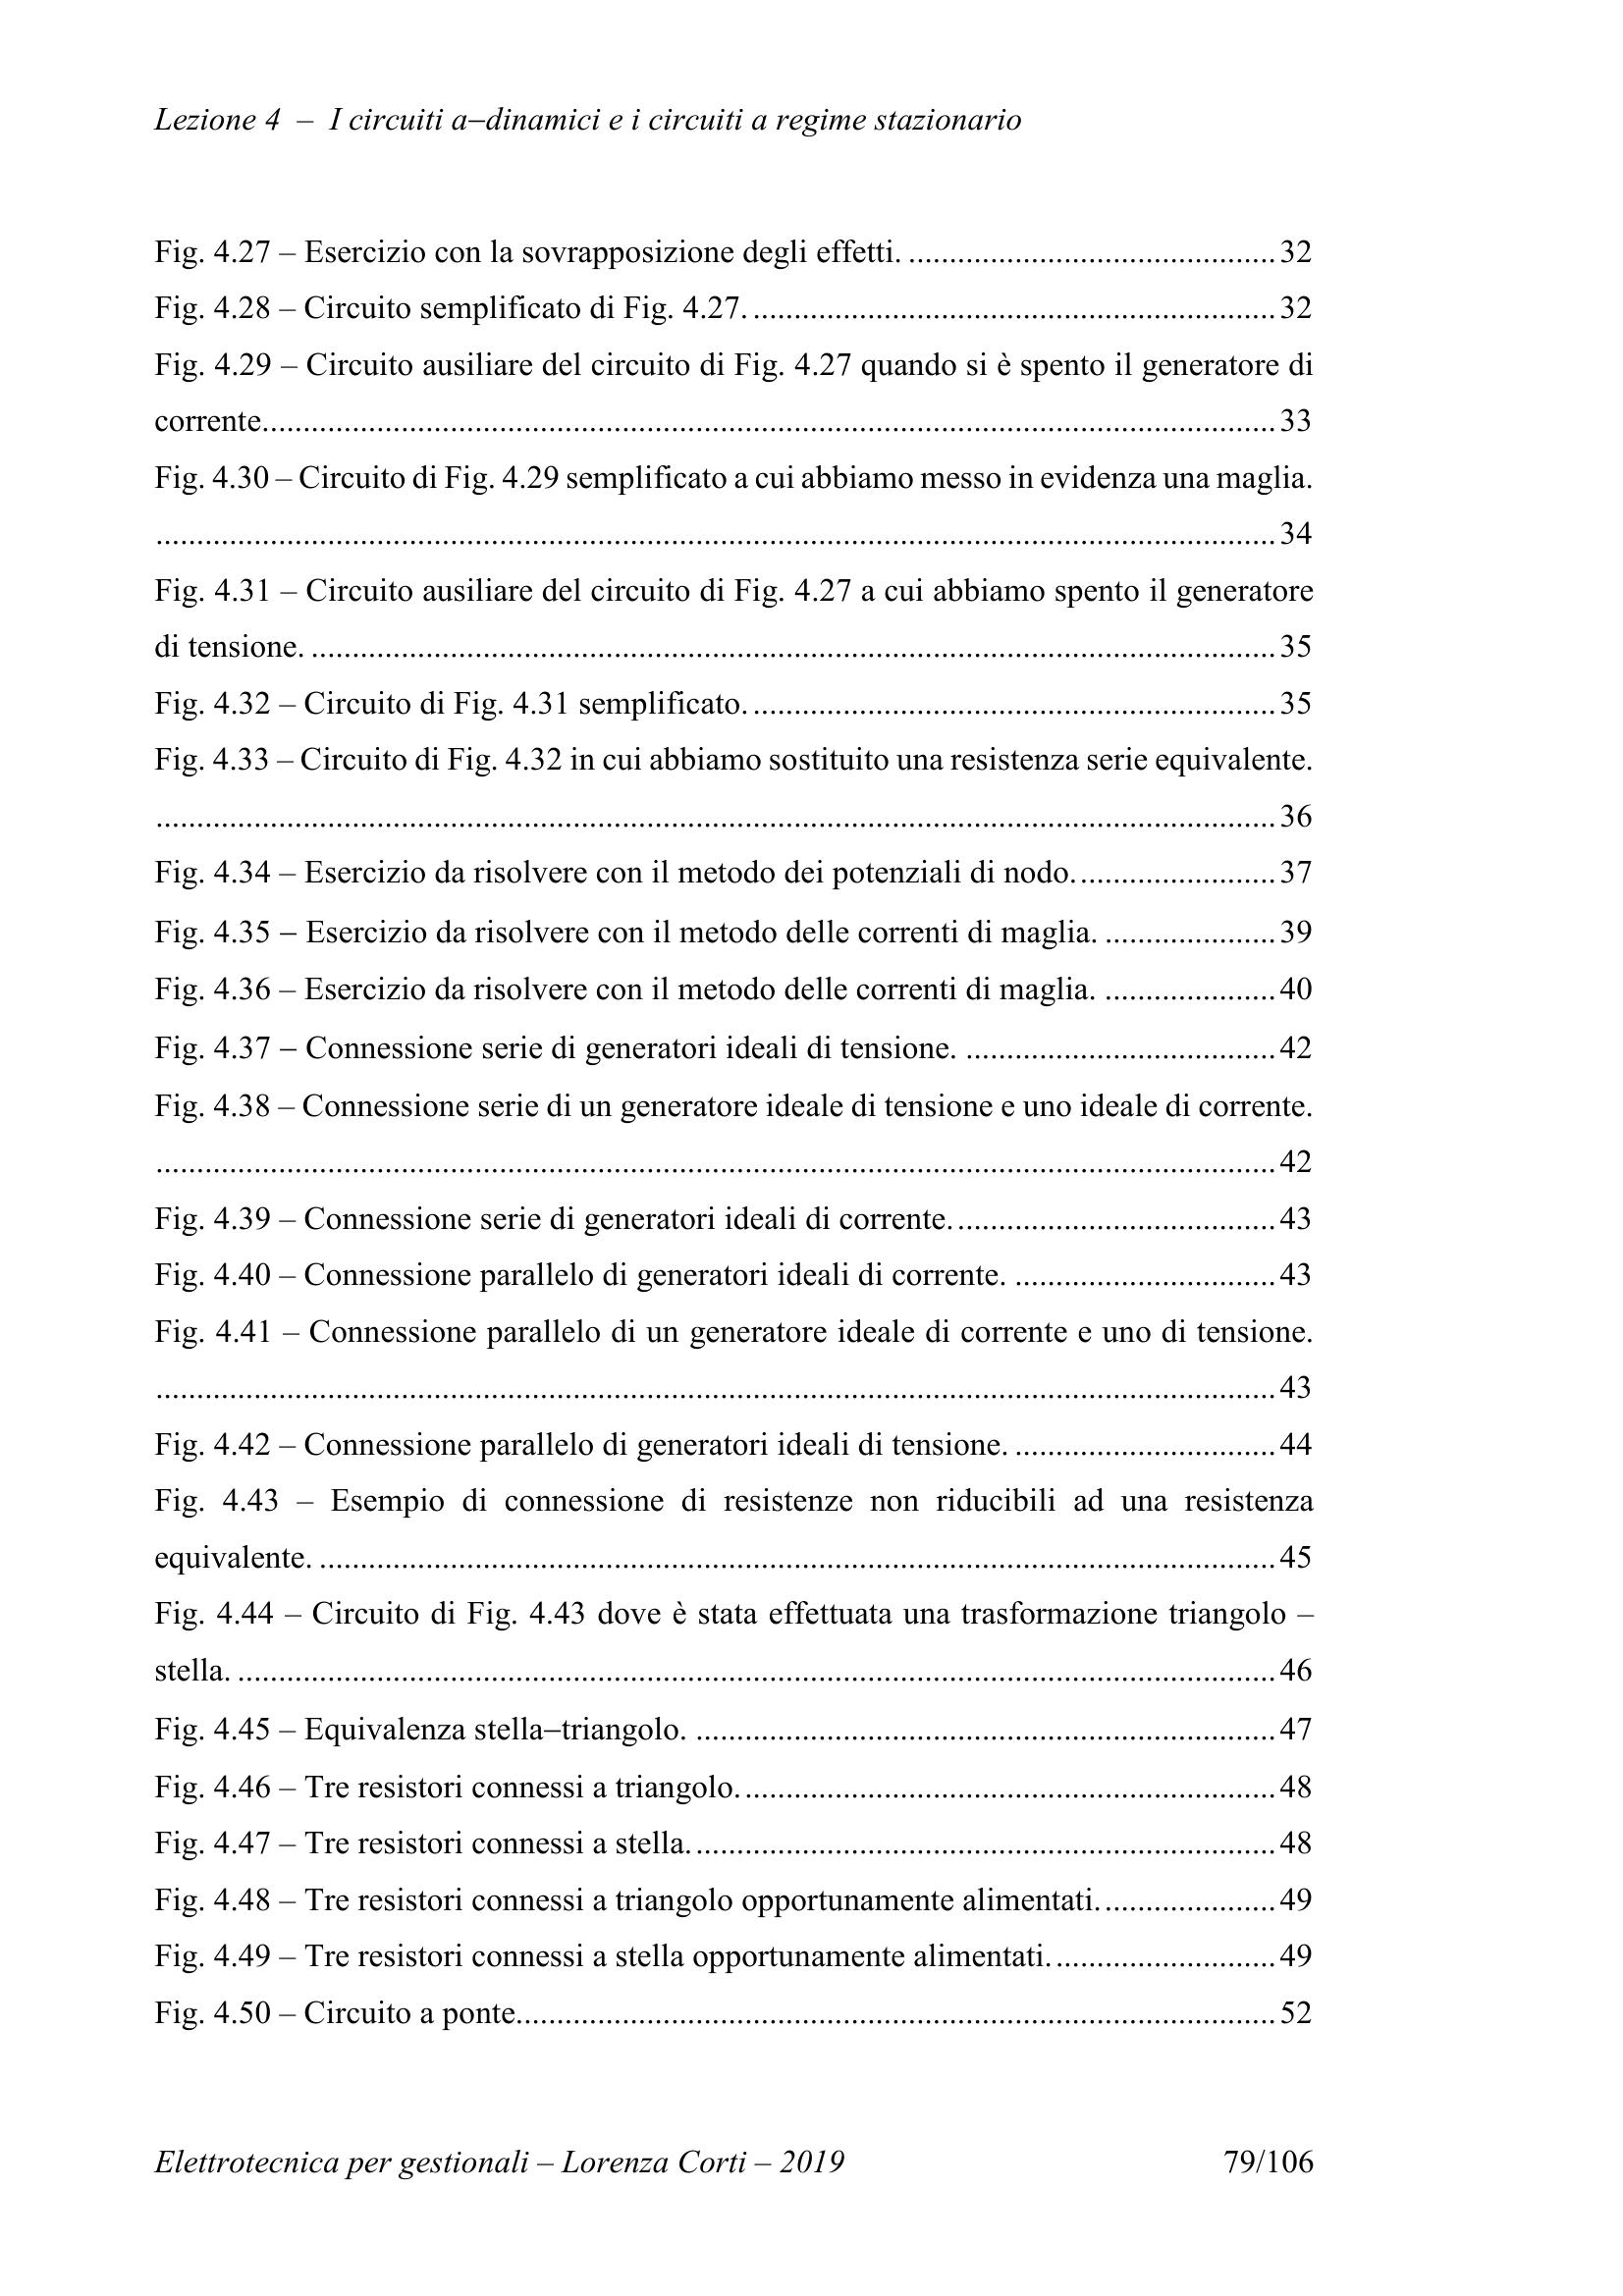 Lezione 4 – I circuiti a−dinamici e i circuiti a regime stazionario
Fig. 4.27 – Esercizio con la sovrapposizione degli effetti. ............................................. 32
Fig. 4.28 – Circuito semplificato di Fig. 4.27. ................................................................ 32
Fig. 4.29 – Circuito ausiliare del circuito di Fig. 4.27 quando si è spento il generatore di
corrente............................................................................................................................ 33
Fig. 4.30 – Circuito di Fig. 4.29 semplificato a cui abbiamo messo in evidenza una maglia.
......................................................................................................................................... 34
Fig. 4.31 – Circuito ausiliare del circuito di Fig. 4.27 a cui abbiamo spento il generatore
di tensione. ...................................................................................................................... 35
Fig. 4.32 – Circuito di Fig. 4.31 semplificato. ................................................................ 35
Fig. 4.33 – Circuito di Fig. 4.32 in cui abbiamo sostituito una resistenza serie equivalente.
......................................................................................................................................... 36
Fig. 4.34 – Esercizio da risolvere con il metodo dei potenziali di nodo. ........................ 37
Fig. 4.35 − Esercizio da risolvere con il metodo delle correnti di maglia. ..................... 39
Fig. 4.36 – Esercizio da risolvere con il metodo delle correnti di maglia. ..................... 40
Fig. 4.37 − Connessione serie di generatori ideali di tensione. ...................................... 42
Fig. 4.38 – Connessione serie di un generatore ideale di tensione e uno ideale di corrente.
......................................................................................................................................... 42
Fig. 4.39 – Connessione serie di generatori ideali di corrente. ....................................... 43
Fig. 4.40 – Connessione parallelo di generatori ideali di corrente. ................................ 43
Fig. 4.41 – Connessione parallelo di un generatore ideale di corrente e uno di tensione.
......................................................................................................................................... 43
Fig. 4.42 – Connessione parallelo di generatori ideali di tensione. ................................ 44
Fig. 4.43 – Esempio di connessione di resistenze non riducibili ad una resistenza
equivalente. ..................................................................................................................... 45
Fig. 4.44 – Circuito di Fig. 4.43 dove è stata effettuata una trasformazione triangolo –
stella. ............................................................................................................................... 46
Fig. 4.45 – Equivalenza stella−triangolo. ....................................................................... 47
Fig. 4.46 – Tre resistori connessi a triangolo. ................................................................. 48
Fig. 4.47 – Tre resistori connessi a stella. ....................................................................... 48
Fig. 4.48 – Tre resistori connessi a triangolo opportunamente alimentati. ..................... 49
Fig. 4.49 – Tre resistori connessi a stella opportunamente alimentati. ........................... 49
Fig. 4.50 – Circuito a ponte............................................................................................. 52
Elettrotecnica per gestionali – Lorenza Corti – 2019 79/106